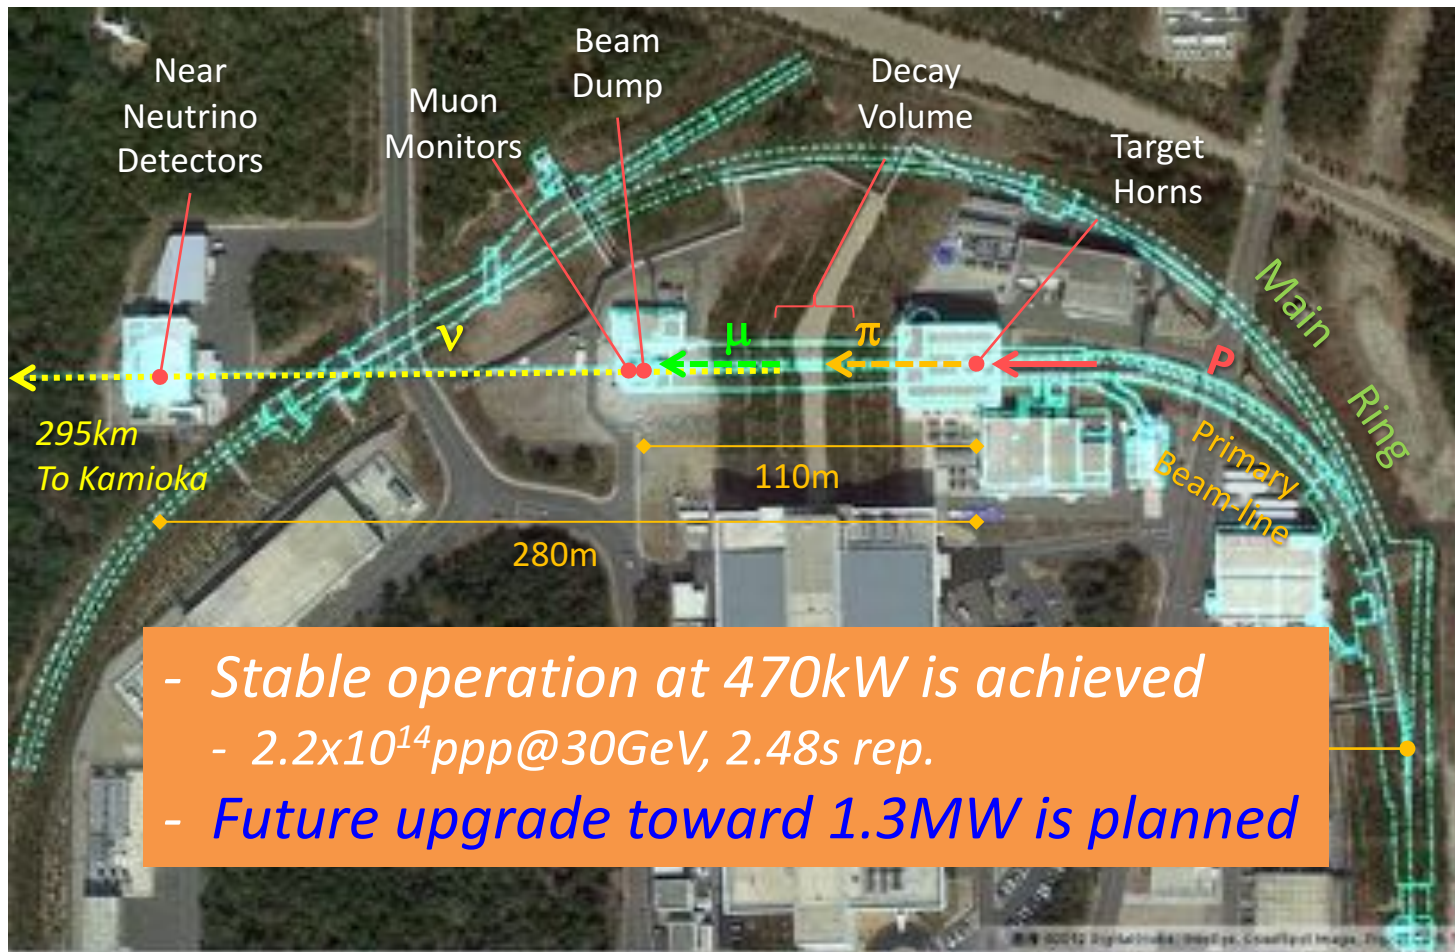 Near
Neutrino
Detectors
Muon
Monitors
Beam
Dump
Decay
Volume
Target
Horns
Main
Ring
ν
μ
π
P
295km
To Kamioka
Primary
Beam-line
110m
280m
- Stable operation at 470kW is achieved
- 2.2x10¹⁴ppp@30GeV, 2.48s rep.
- Future upgrade toward 1.3MW is planned